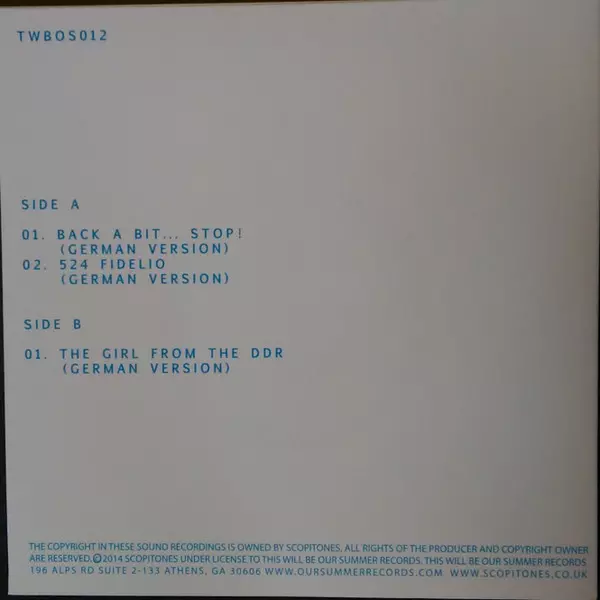 TWBOS012
SIDE A
01. BACK A BIT... STOP!
(GERMAN VERSION)
02. 524 FIDELIO
(GERMAN VERSION)
SIDE B
01. THE GIRL FROM THE DDR
(GERMAN VERSION)
THE COPYRIGHT IN THESE SOUND RECORDINGS IS OWNED BY SCOPITONES. ALL RIGHTS OF THE PRODUCER AND COPYRIGHT OWNER
ARE RESERVED.℗2014 SCOPITONES UNDER LICENSE TO THIS WILL BE OUR SUMMER RECORDS. THIS WILL BE OUR SUMMER RECORDS
196 ALPS RD SUITE 2-133 ATHENS, GA 30606 WWW.OURSUMMERRECORDS.COM WWW.SCOPITONES.CO.UK